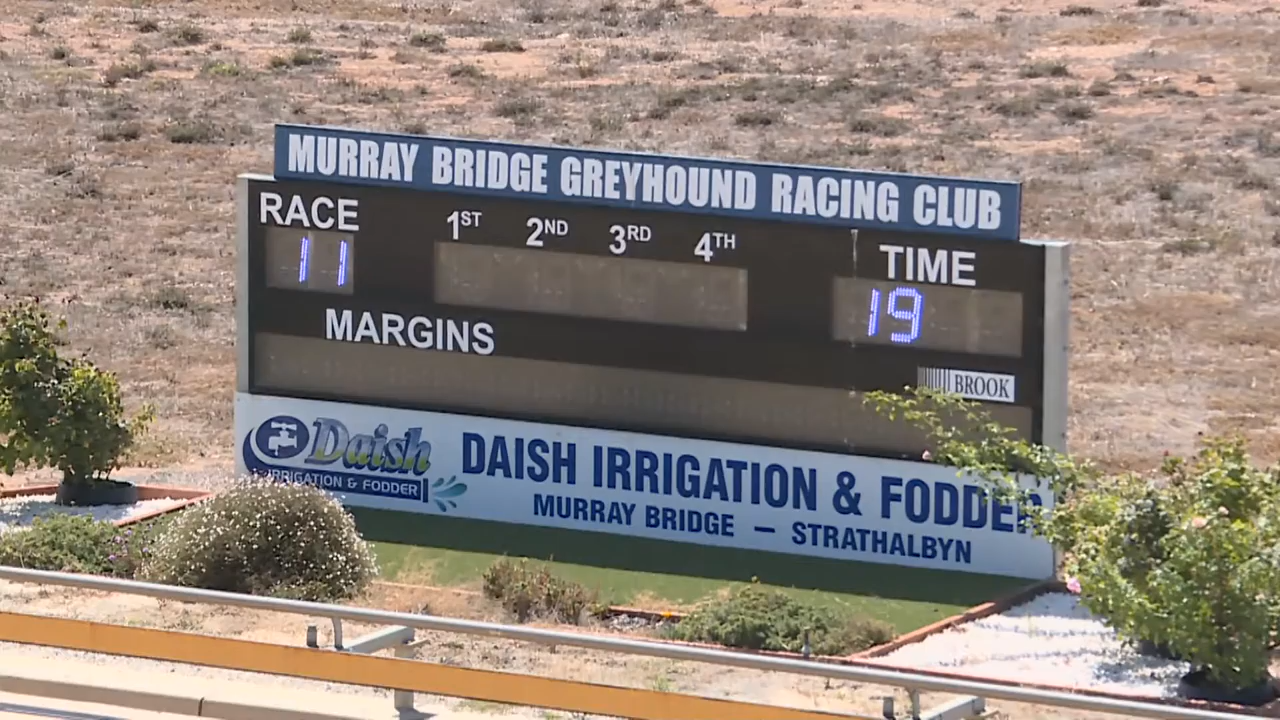 MURRAY BRIDGE GREYHOUND RACING CLUB
RACE 1ST 2ND 3RD 4TH TIME
11 19
MARGINS
BROOK
Daish
IRRIGATION & FODDER
DAISH IRRIGATION & FODDER
MURRAY BRIDGE – STRATHALBYN